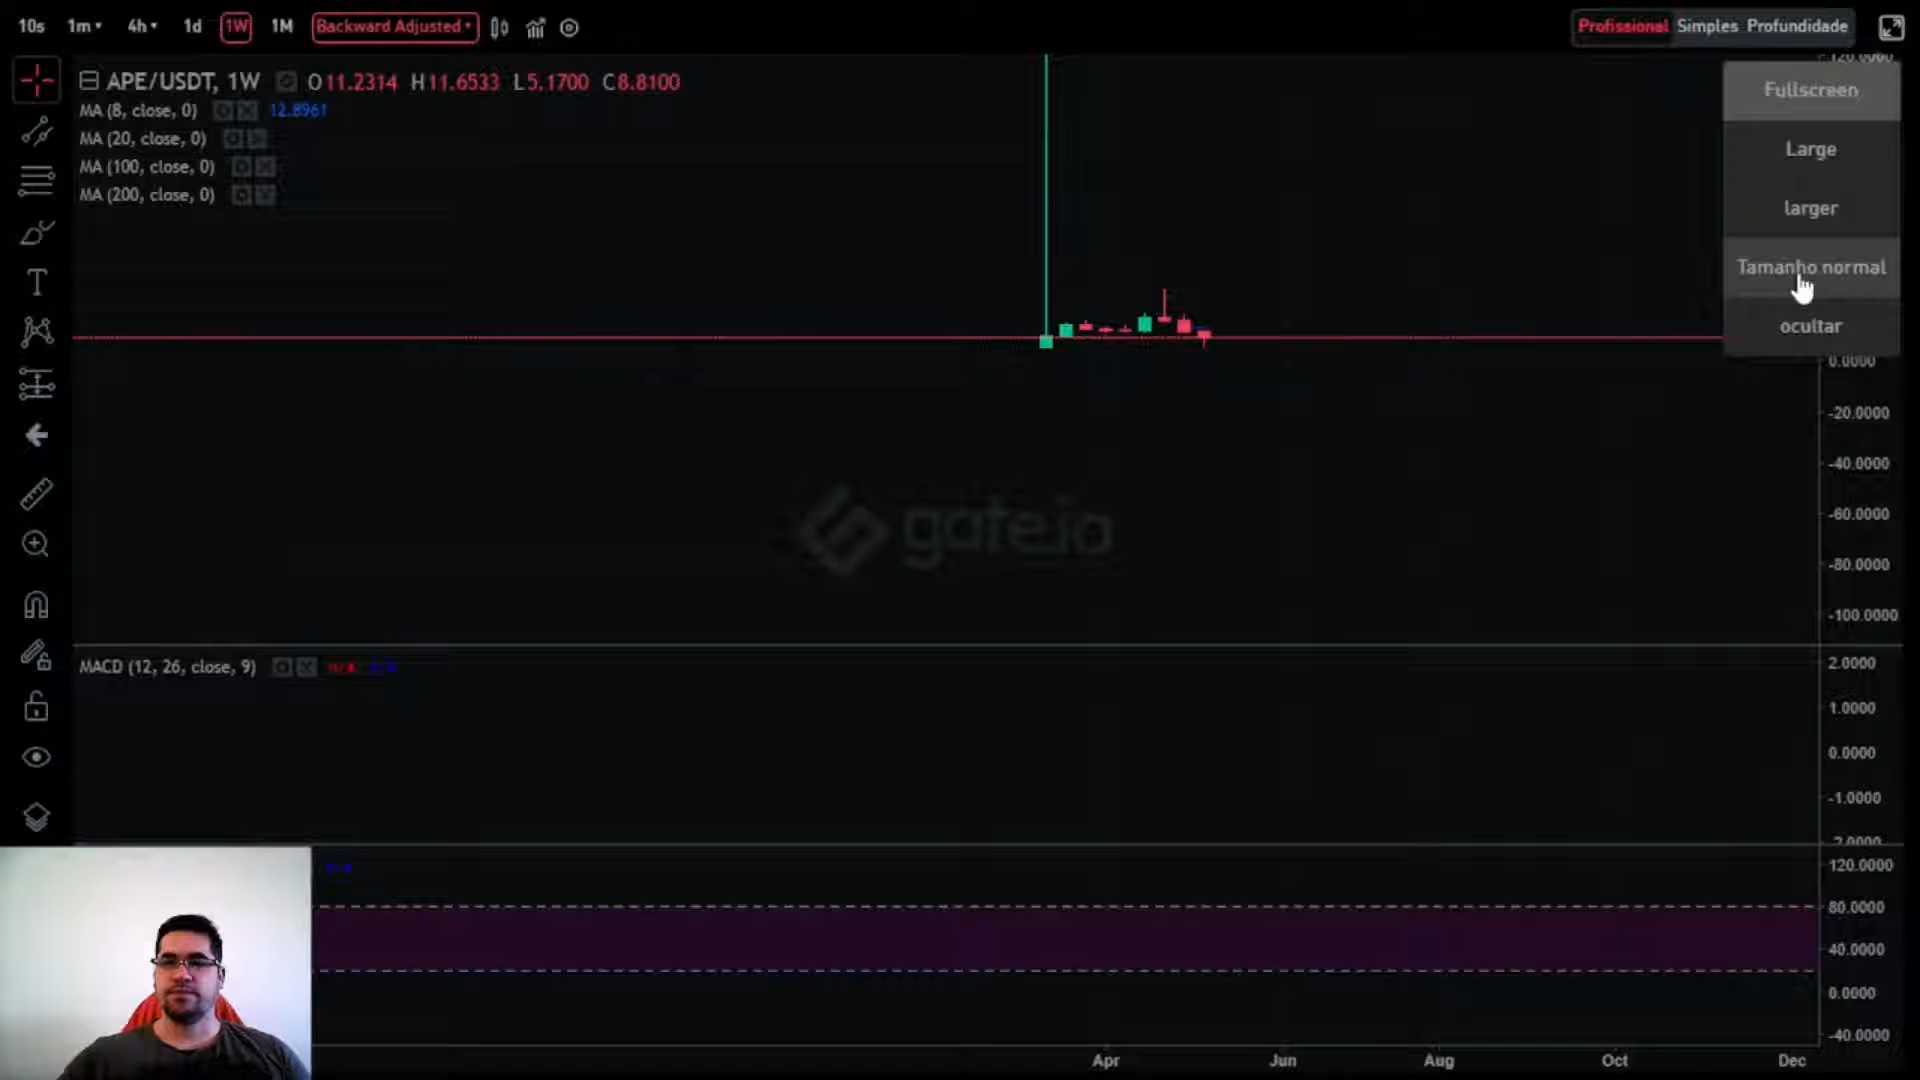 10s 1m 4h 1d 1W 1M Backward Adjusted
Profissional Simples Profundidade
APE/USDT, 1W O11.2314 H11.6533 L5.1700 C8.8100
MA (8, close, 0) 12.8961
MA (20, close, 0)
MA (100, close, 0)
MA (200, close, 0)
120.0000
Fullscreen
Large
larger
Tamanho normal
ocultar
0.0000
-20.0000
-40.0000
-60.0000
-80.0000
-100.0000
gate.io
MACD (12, 26, close, 9) n/a n/a
2.0000
1.0000
0.0000
-1.0000
-2.0000
n/a
120.0000
80.0000
40.0000
0.0000
-40.0000
Apr Jun Aug Oct Dec